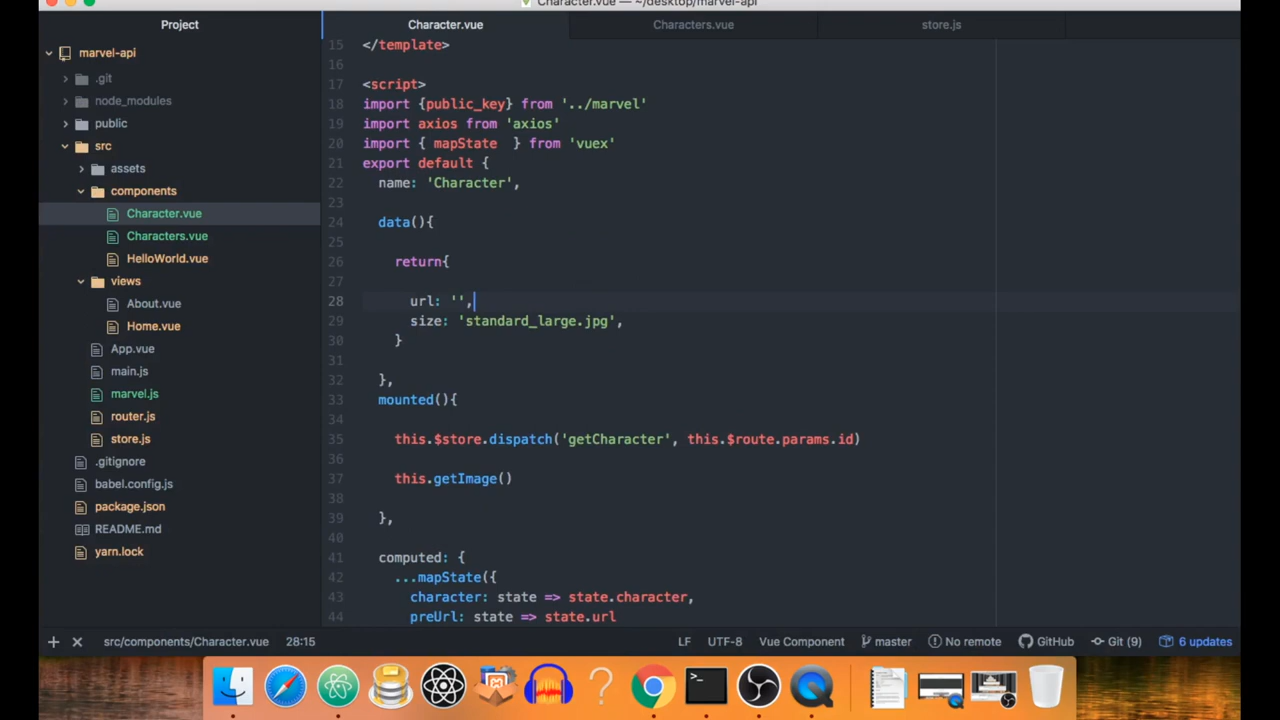 Character.vue — ~/desktop/marvel-api
Project
Character.vue
Characters.vue
store.js
marvel-api
.git
node_modules
public
src
assets
components
Character.vue
Characters.vue
HelloWorld.vue
views
About.vue
Home.vue
App.vue
main.js
marvel.js
router.js
store.js
.gitignore
babel.config.js
package.json
README.md
yarn.lock
15 </template>
16
17 <script>
18 import {public_key} from '../marvel'
19 import axios from 'axios'
20 import { mapState  } from 'vuex'
21 export default {
22 name: 'Character',
23
24 data(){
25
26 return{
27
28 url: '',
29 size: 'standard_large.jpg',
30 }
31
32 },
33 mounted(){
34
35 this.$store.dispatch('getCharacter', this.$route.params.id)
36
37 this.getImage()
38
39 },
40
41 computed: {
42 ...mapState({
43 character: state => state.character,
44 preUrl: state => state.url
src/components/Character.vue 28:15 LF UTF-8 Vue Component master No remote GitHub Git (9) 6 updates